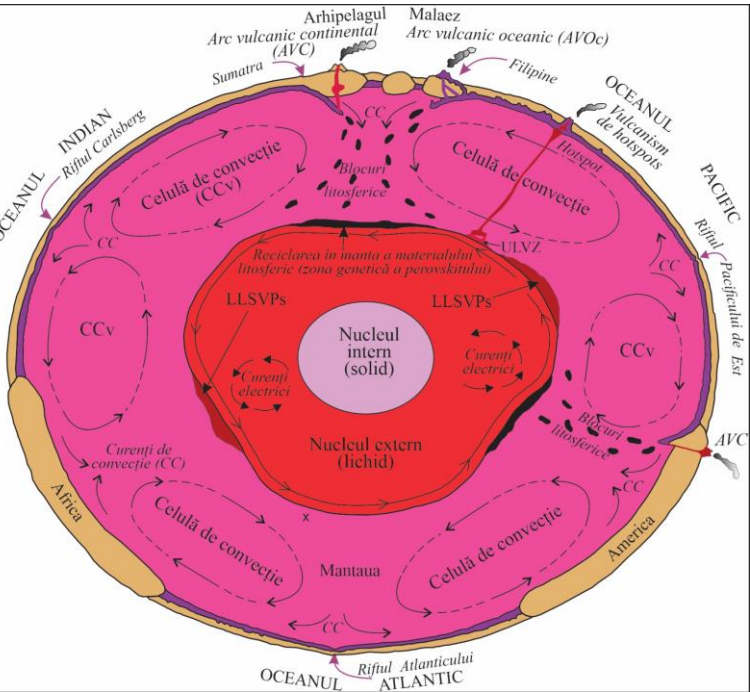 Arhipelagul Malaez
Arc vulcanic continental
(AVC)
Arc vulcanic oceanic (AVOc)
Sumatra
Filipine
OCEANUL
PACIFIC
Vulcanism
de hotspots
OCEANUL
INDIAN
Riftul Carlsberg
CC
Hotspot
Celulă de convecție
(CCv)
Blocuri
litosferice
Celulă de convecție
CC
ULVZ
Reciclarea în manta a materialului
litosferic (zona genetică a perovskitului)
CC
Riftul
Pacificului de Est
LLSVPs
LLSVPs
CCv
Nucleul
intern
(solid)
CCv
Curenți
electrici
Curenți
electrici
Blocuri
litosferice
AVC
Nucleul extern
(lichid)
Curenți de
convecție (CC)
CC
Africa
America
x
Celulă de convecție
Mantaua
Celulă de convecție
CC
Riftul Atlanticului
OCEANUL ATLANTIC